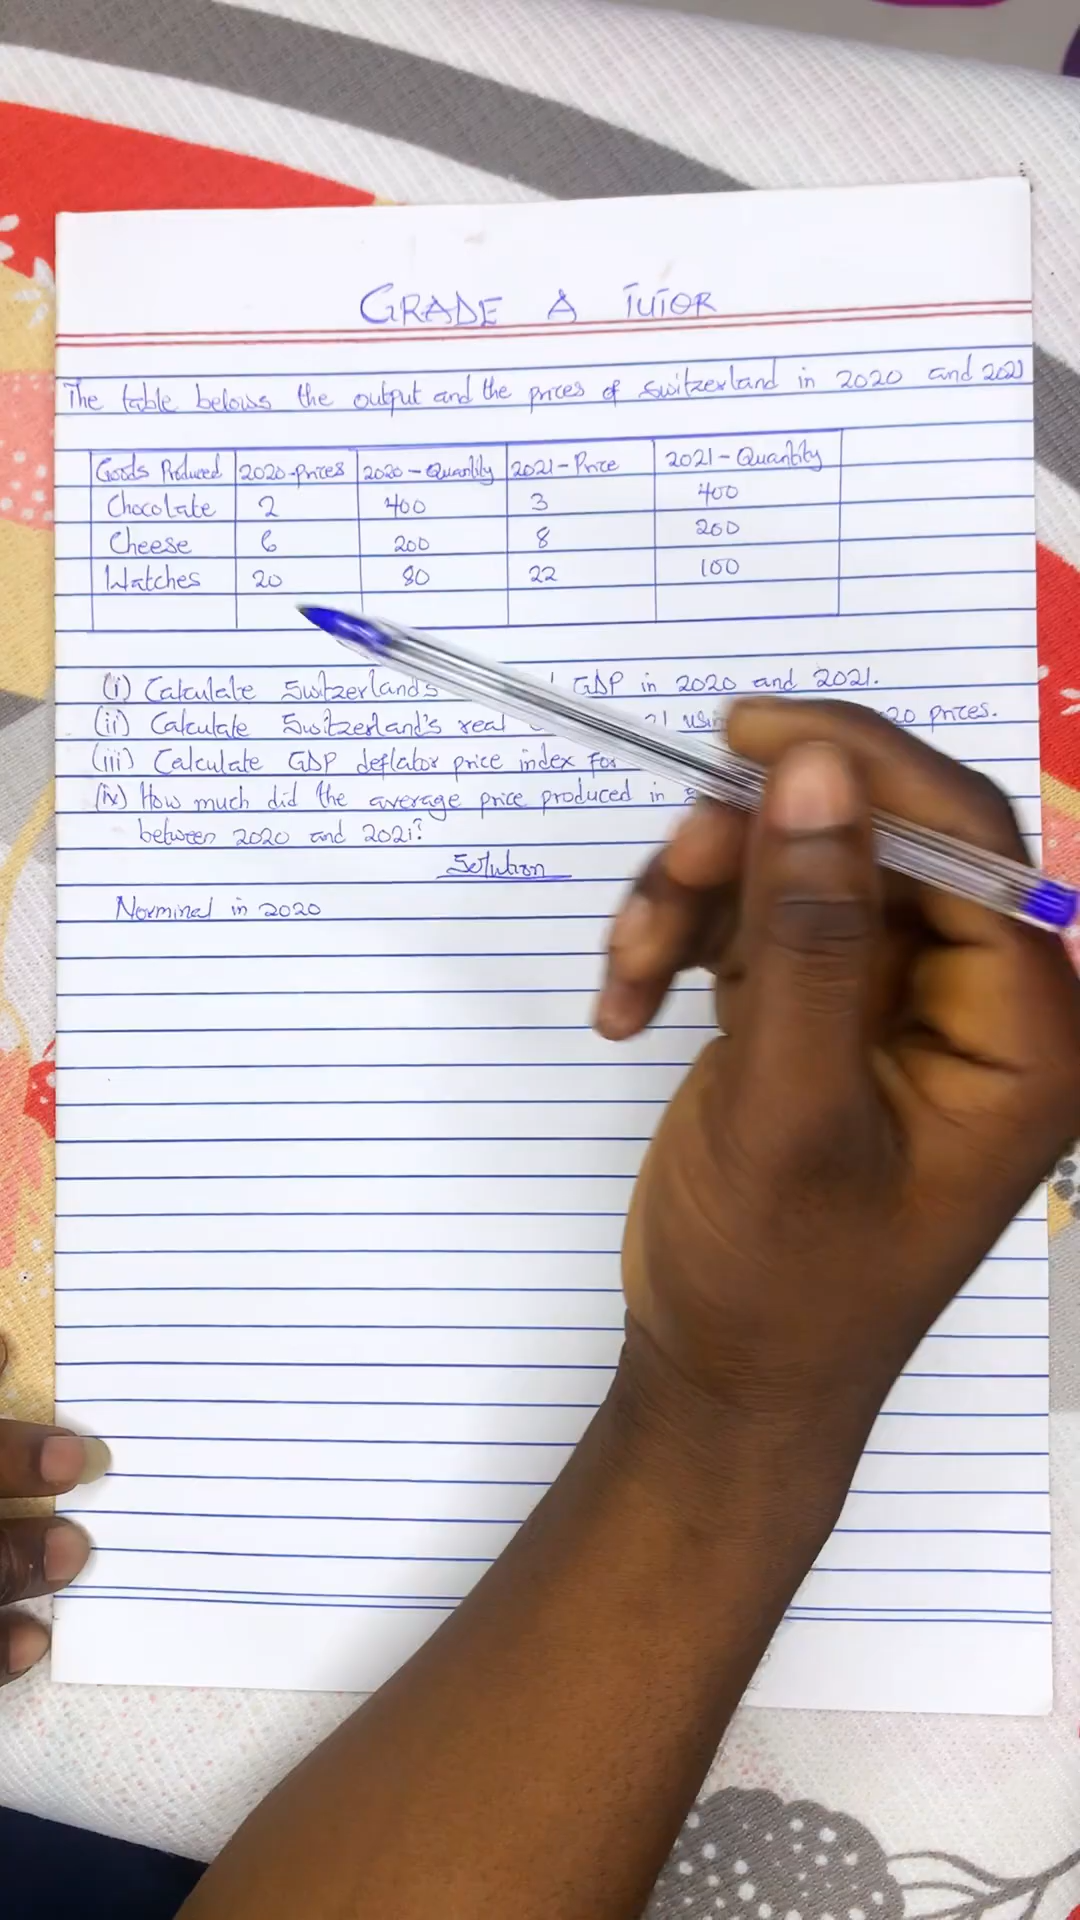 GRADE A TUTOR
The table belows the output and the prices of Switzerland in 2020 and 2021
Goods Produced 2020-prices 2020-Quantity 2021-Price 2021-Quantity
Chocolate 2 400 3 400
Cheese 6 200 8 200
Watches 20 80 22 100
(i) Calculate Switzerland's GDP in 2020 and 2021.
(ii) Calculate Switzerland's real prices.
(iii) Calculate GDP deflator price index for
(iv) How much did the average price produced in
between 2020 and 2021?
Solution
Norminal in 2020